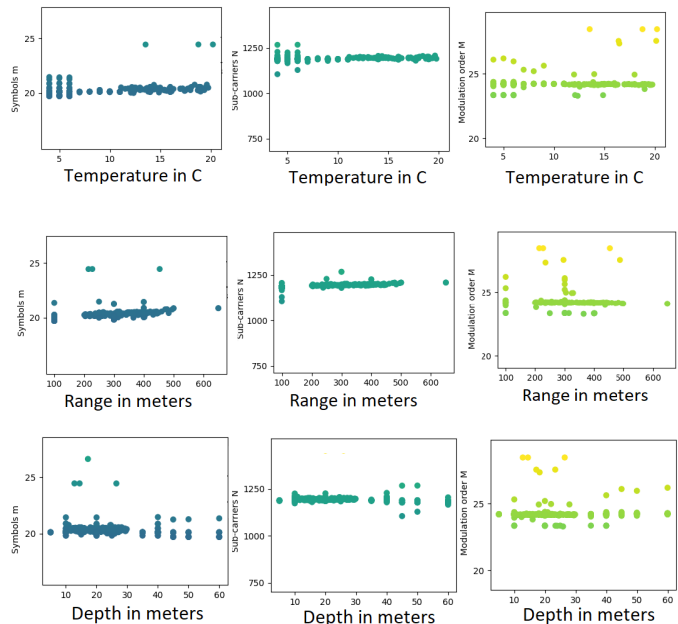 Symbols m
25
20
5 10 15 20
Temperature in C
Sub-carriers N
1250
1000
750
5 10 15 20
Temperature in C
Modulation order M
25
20
5 10 15 20
Temperature in C
Symbols m
25
20
100 200 300 400 500 600
Range in meters
Sub-carriers N
1250
1000
750
100 200 300 400 500 600
Range in meters
Modulation order M
25
20
100 200 300 400 500 600
Range in meters
Symbols m
25
20
10 20 30 40 50 60
Depth in meters
Sub-carriers N
1250
1000
750
10 20 30 40 50 60
Depth in meters
Modulation order M
25
20
10 20 30 40 50 60
Depth in meters